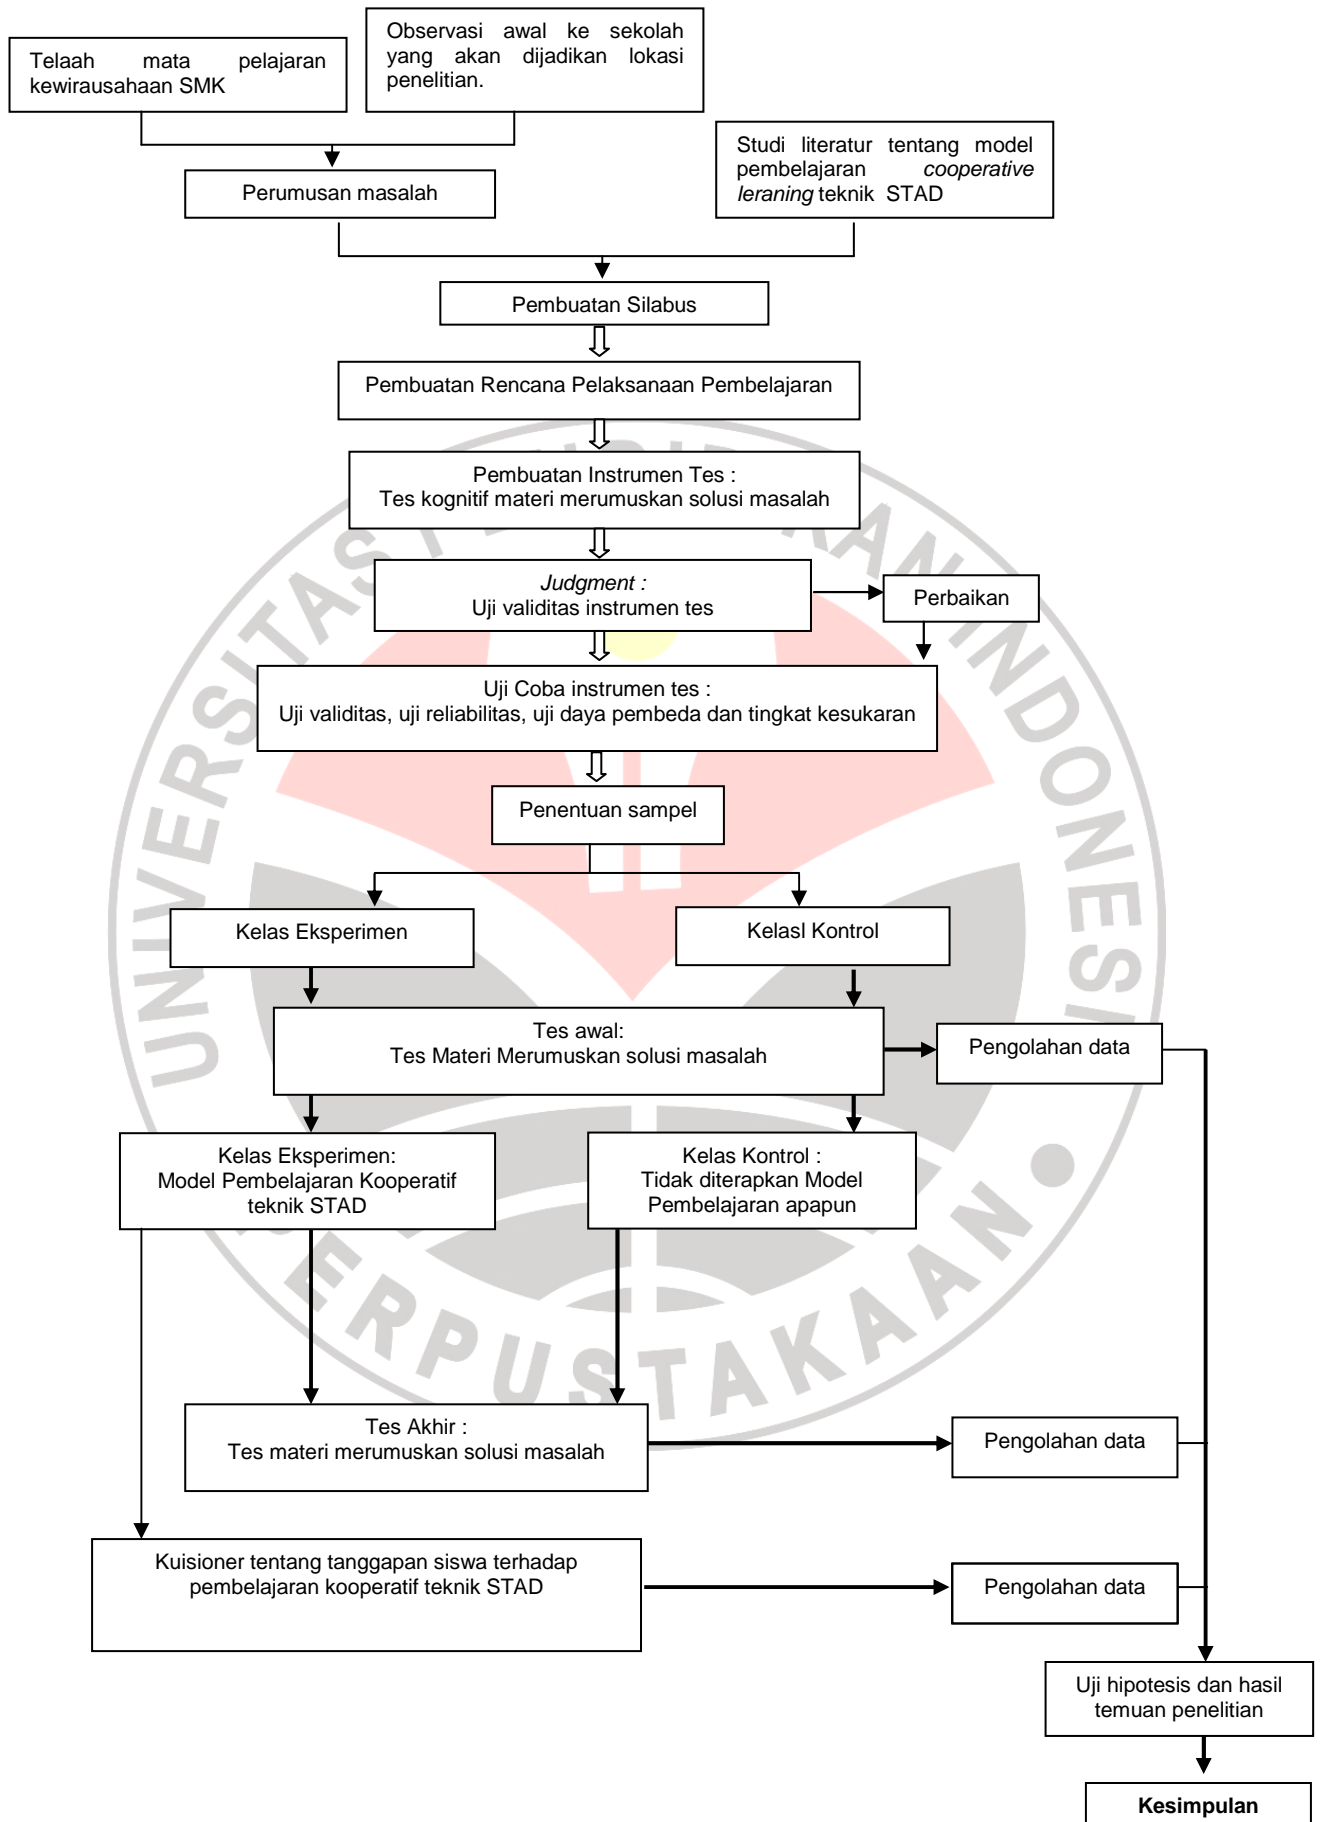 Observasi awal ke sekolah
yang akan dijadikan lokasi
penelitian.
Telaah mata pelajaran
kewirausahaan SMK
Studi literatur tentang model
pembelajaran cooperative
leraning teknik STAD
Perumusan masalah
Pembuatan Silabus
Pembuatan Rencana Pelaksanaan Pembelajaran
Pembuatan Instrumen Tes :
Tes kognitif materi merumuskan solusi masalah
Judgment :
Uji validitas instrumen tes
Perbaikan
Uji Coba instrumen tes :
Uji validitas, uji reliabilitas, uji daya pembeda dan tingkat kesukaran
Penentuan sampel
Kelas Eksperimen
Kelasl Kontrol
Tes awal:
Tes Materi Merumuskan solusi masalah
Pengolahan data
Kelas Eksperimen:
Model Pembelajaran Kooperatif
teknik STAD
Kelas Kontrol :
Tidak diterapkan Model
Pembelajaran apapun
Tes Akhir :
Tes materi merumuskan solusi masalah
Pengolahan data
Kuisioner tentang tanggapan siswa terhadap
pembelajaran kooperatif teknik STAD
Pengolahan data
Uji hipotesis dan hasil
temuan penelitian
Kesimpulan
UNIVERSITAS
INDONESIA